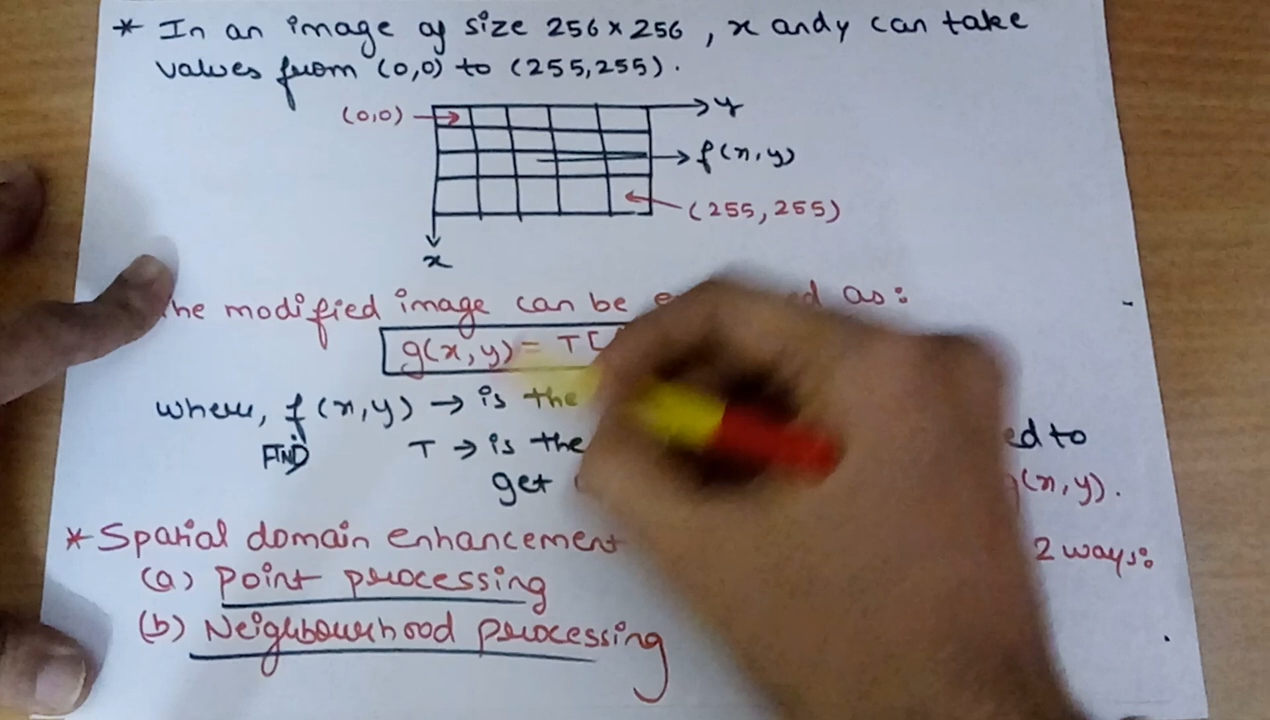 * In an image of size 256 × 256 , x and y can take
values from (0,0) to (255,255) .
(0,0)
y
f(x,y)
(255,255)
x
he modified image can be as:
g(x,y) = T[
where, f(x,y) → is the
FIND
T → is the ed to
get g(x,y).
* Spatial domain enhancement 2 ways:
(a) Point processing
(b) Neighbourhood processing